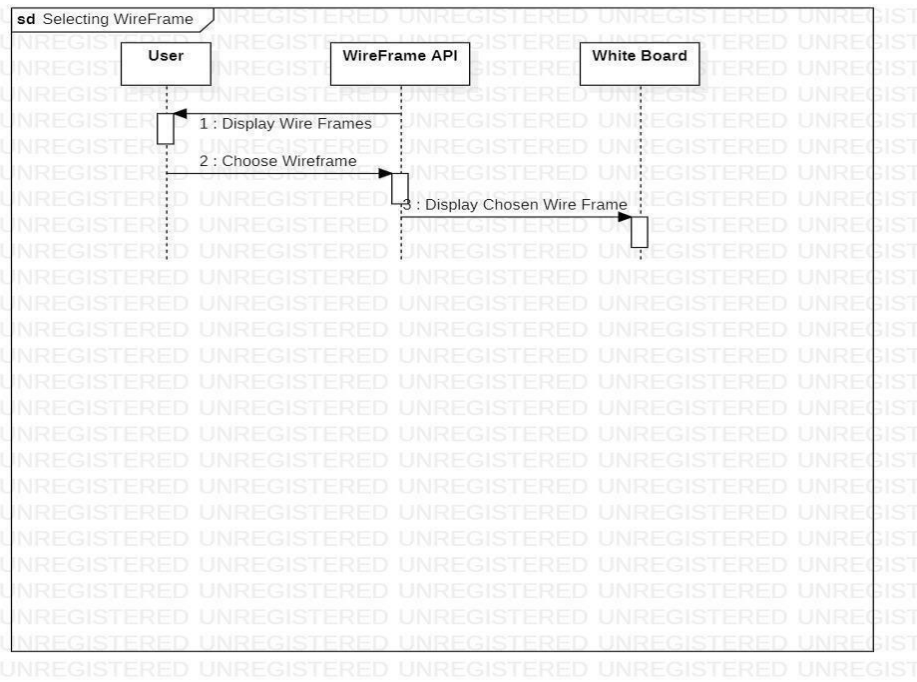 sd Selecting WireFrame
User
WireFrame API
White Board
1 : Display Wire Frames
2 : Choose Wireframe
3 : Display Chosen Wire Frame
UNREGISTERED UNREGISTERED UNREGISTERED UNREGISTERED UNREGIST